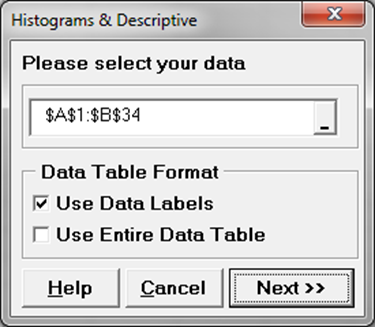 Histograms & Descriptive
Please select your data
$A$1:$B$34
Data Table Format
Use Data Labels
Use Entire Data Table
Help Cancel Next >>